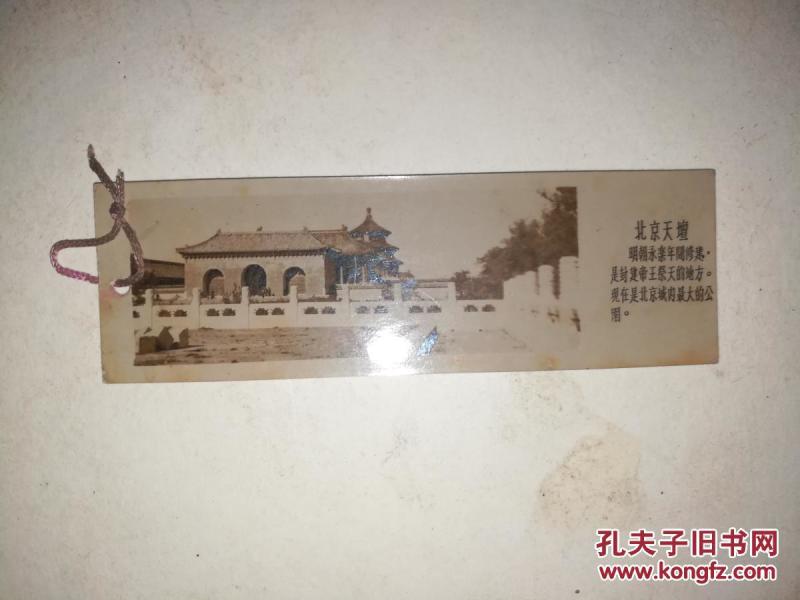 北京天壇
明朝永楽年間修建，
是封建帝王祭天的地方。
現在是北京城内最大的公
園。
孔夫子旧书网
www.kongfz.com